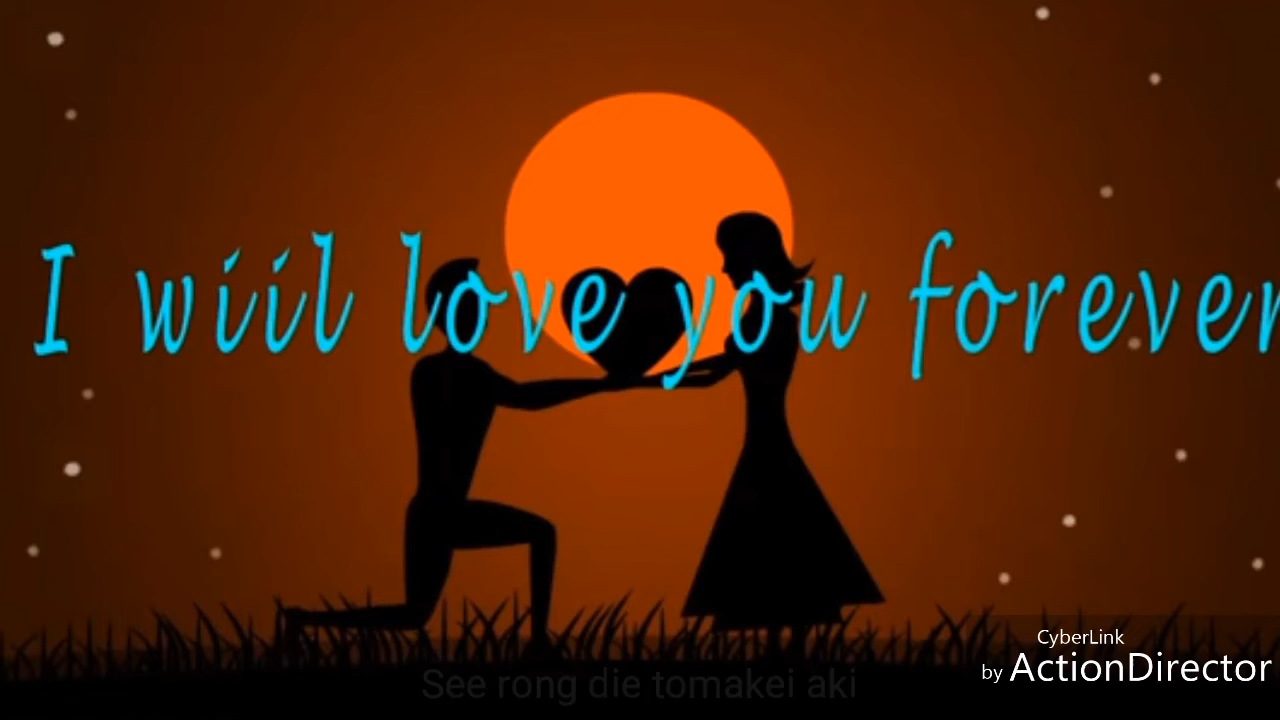 I wiil love you forever
CyberLink
by ActionDirector
See rong die tomakei aki